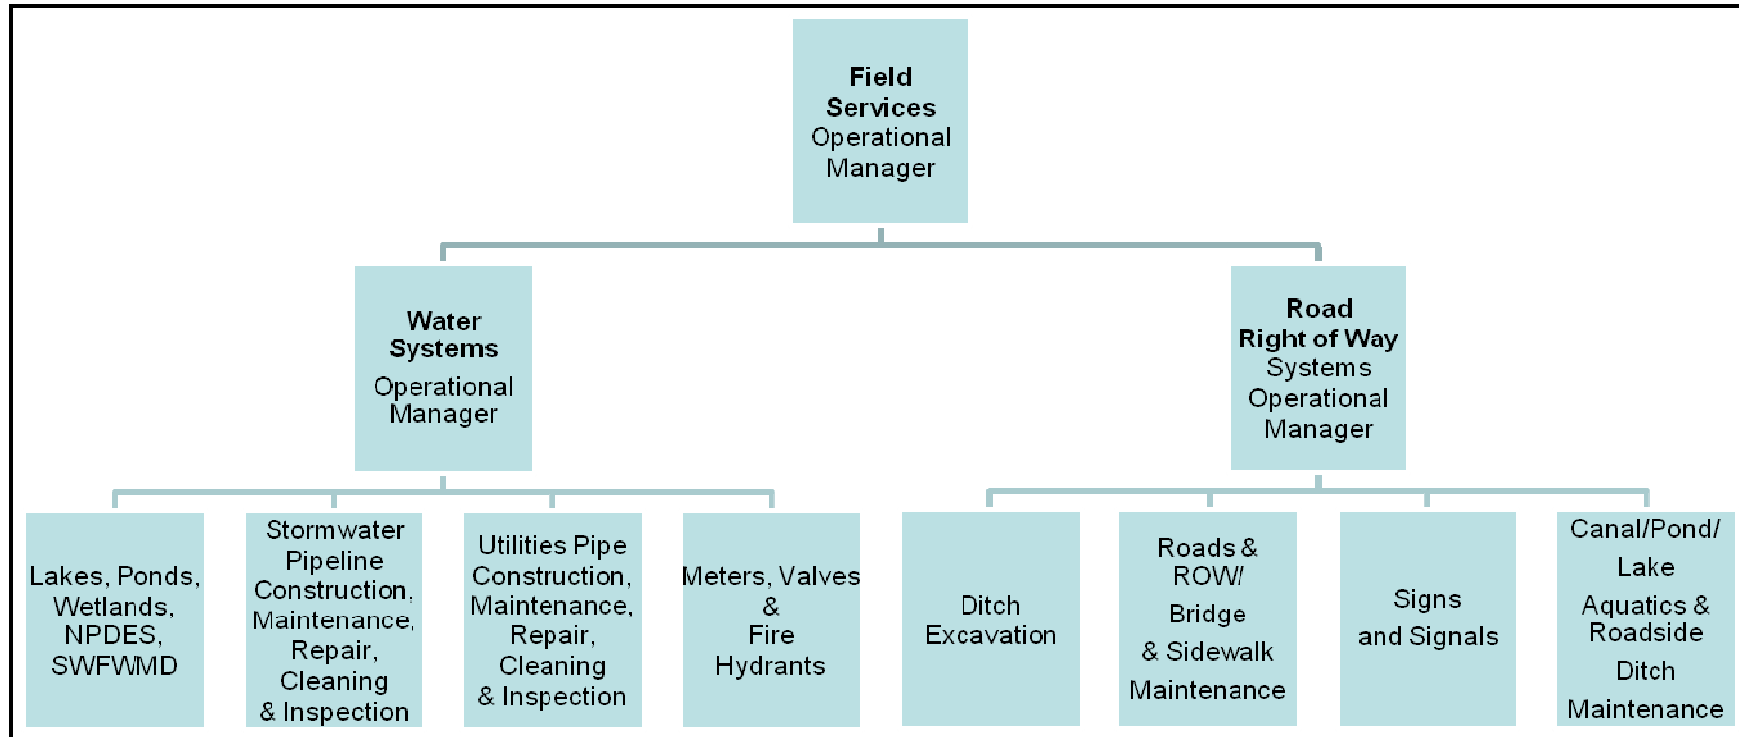 Field
Services
Operational
Manager
Water
Systems
Operational
Manager
Road
Right of Way
Systems
Operational
Manager
Lakes, Ponds,
Wetlands,
NPDES,
SWFWMD
Stormwater
Pipeline
Construction,
Maintenance,
Repair,
Cleaning
& Inspection
Utilities Pipe
Construction,
Maintenance,
Repair,
Cleaning
& Inspection
Meters, Valves
&
Fire
Hydrants
Ditch
Excavation
Roads &
ROW/
Bridge
& Sidewalk
Maintenance
Signs
and Signals
Canal/Pond/
Lake
Aquatics &
Roadside
Ditch
Maintenance